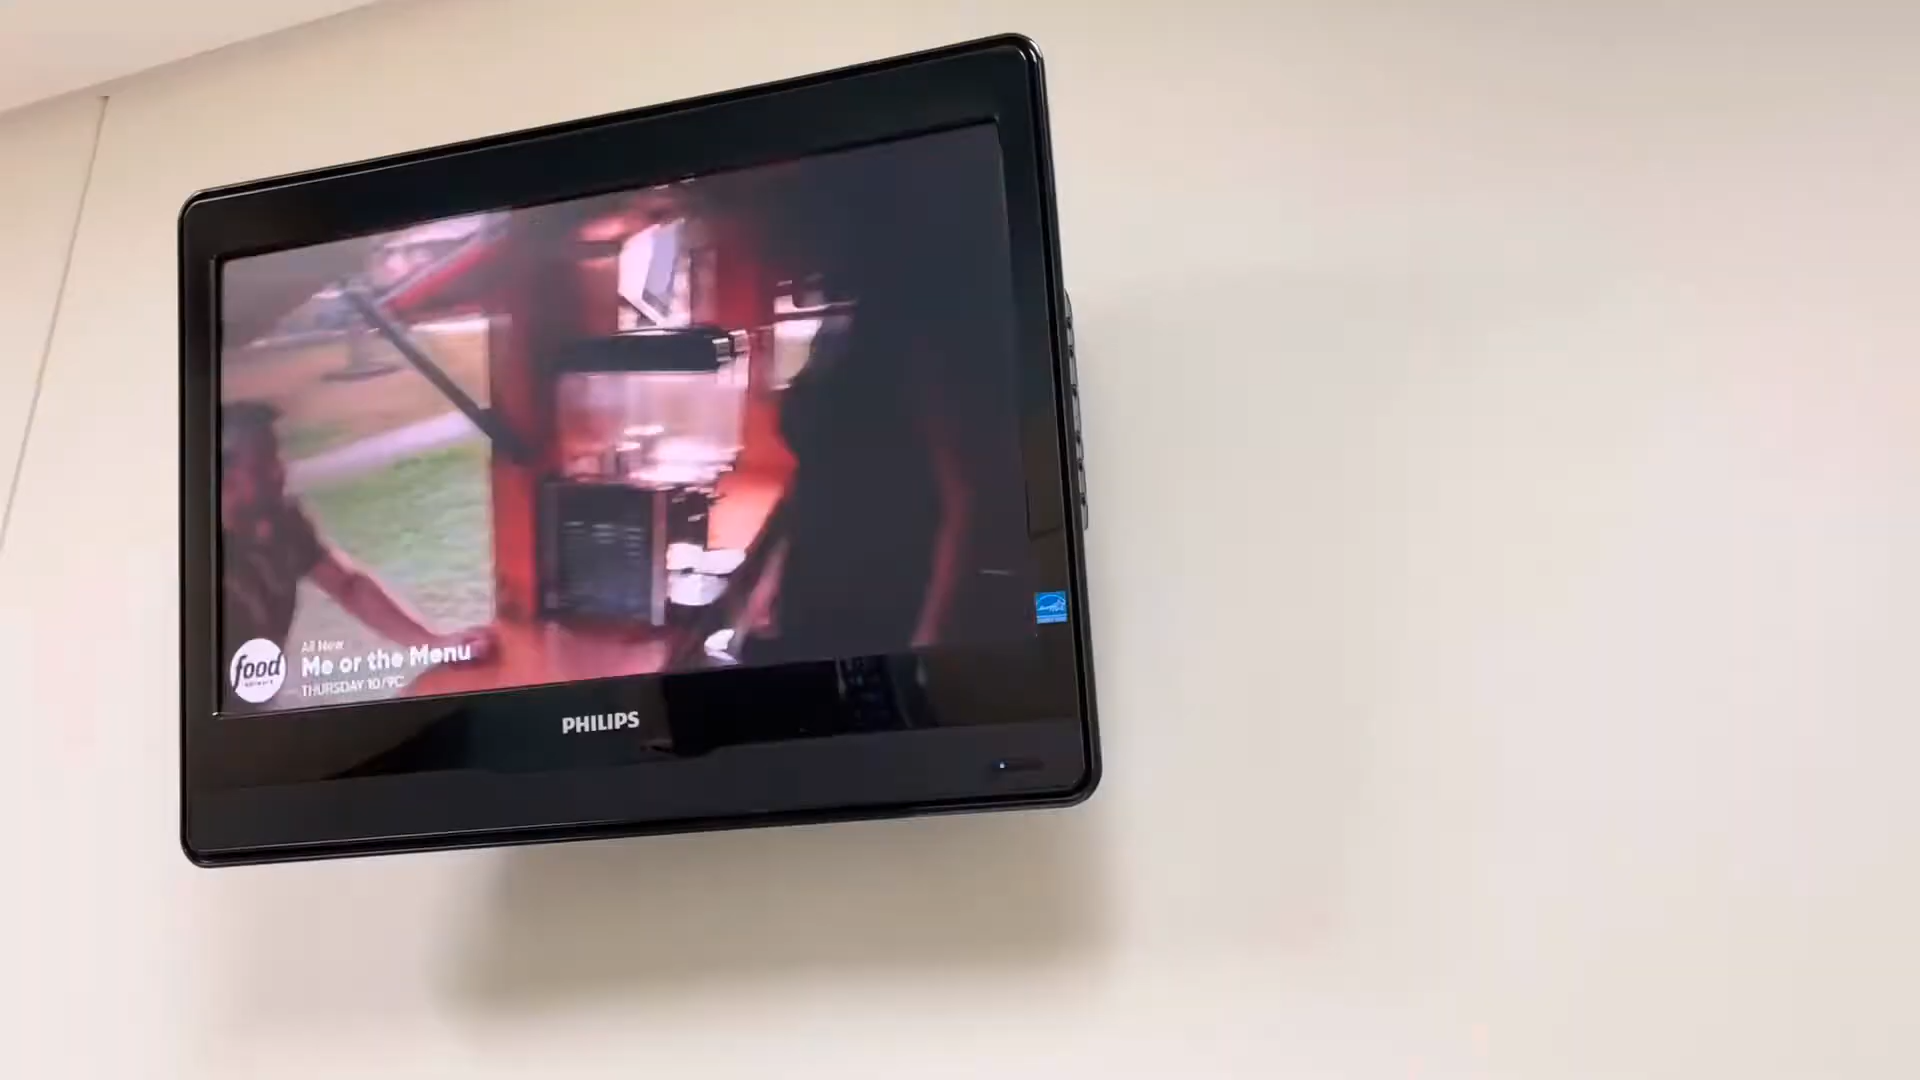 food
All New
Me or the Menu
THURSDAY 10/9C
PHILIPS